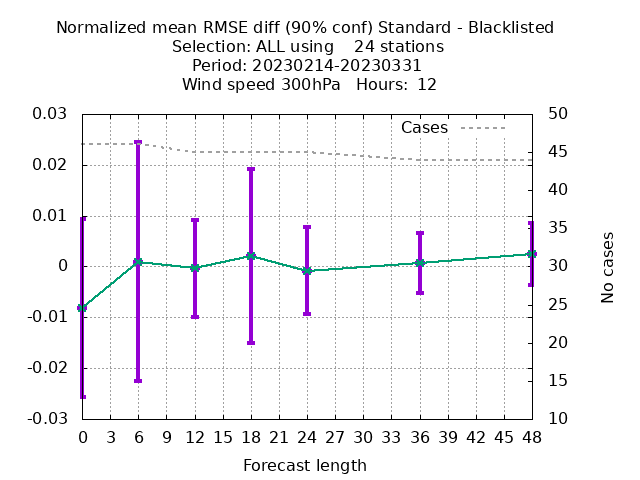 Normalized mean RMSE diff (90% conf) Standard - Blacklisted
Selection: ALL using    24 stations
Period: 20230214-20230331
Wind speed 300hPa   Hours:  12
Cases
0.03
0.02
0.01
0
-0.01
-0.02
-0.03
50
45
40
35
30
25
20
15
10
No cases
0 3 6 9 12 15 18 21 24 27 30 33 36 39 42 45 48
Forecast length